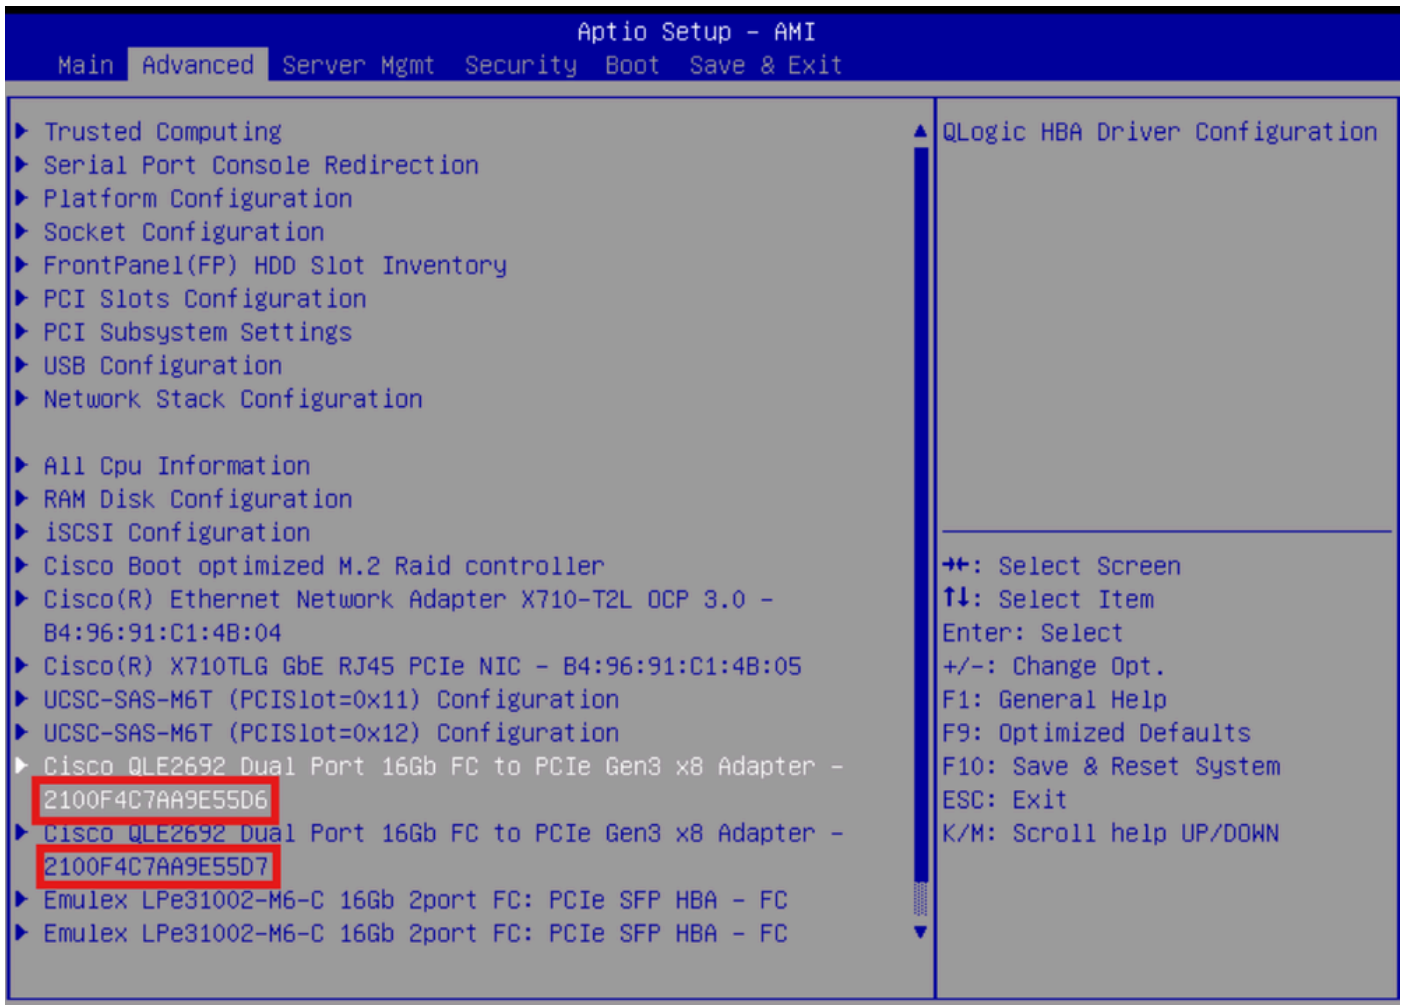 Aptio Setup – AMI
Main Advanced Server Mgmt Security Boot Save & Exit
Trusted Computing
Serial Port Console Redirection
Platform Configuration
Socket Configuration
FrontPanel(FP) HDD Slot Inventory
PCI Slots Configuration
PCI Subsystem Settings
USB Configuration
Network Stack Configuration
All Cpu Information
RAM Disk Configuration
iSCSI Configuration
Cisco Boot optimized M.2 Raid controller
Cisco(R) Ethernet Network Adapter X710-T2L OCP 3.0 –
B4:96:91:C1:4B:04
Cisco(R) X710TLG GbE RJ45 PCIe NIC – B4:96:91:C1:4B:05
UCSC-SAS-M6T (PCISlot=0x11) Configuration
UCSC-SAS-M6T (PCISlot=0x12) Configuration
Cisco QLE2692 Dual Port 16Gb FC to PCIe Gen3 x8 Adapter –
2100F4C7AA9E55D6
Cisco QLE2692 Dual Port 16Gb FC to PCIe Gen3 x8 Adapter –
2100F4C7AA9E55D7
Emulex LPe31002-M6-C 16Gb 2port FC: PCIe SFP HBA – FC
Emulex LPe31002-M6-C 16Gb 2port FC: PCIe SFP HBA – FC
QLogic HBA Driver Configuration
→←: Select Screen
↑↓: Select Item
Enter: Select
+/-: Change Opt.
F1: General Help
F9: Optimized Defaults
F10: Save & Reset System
ESC: Exit
K/M: Scroll help UP/DOWN